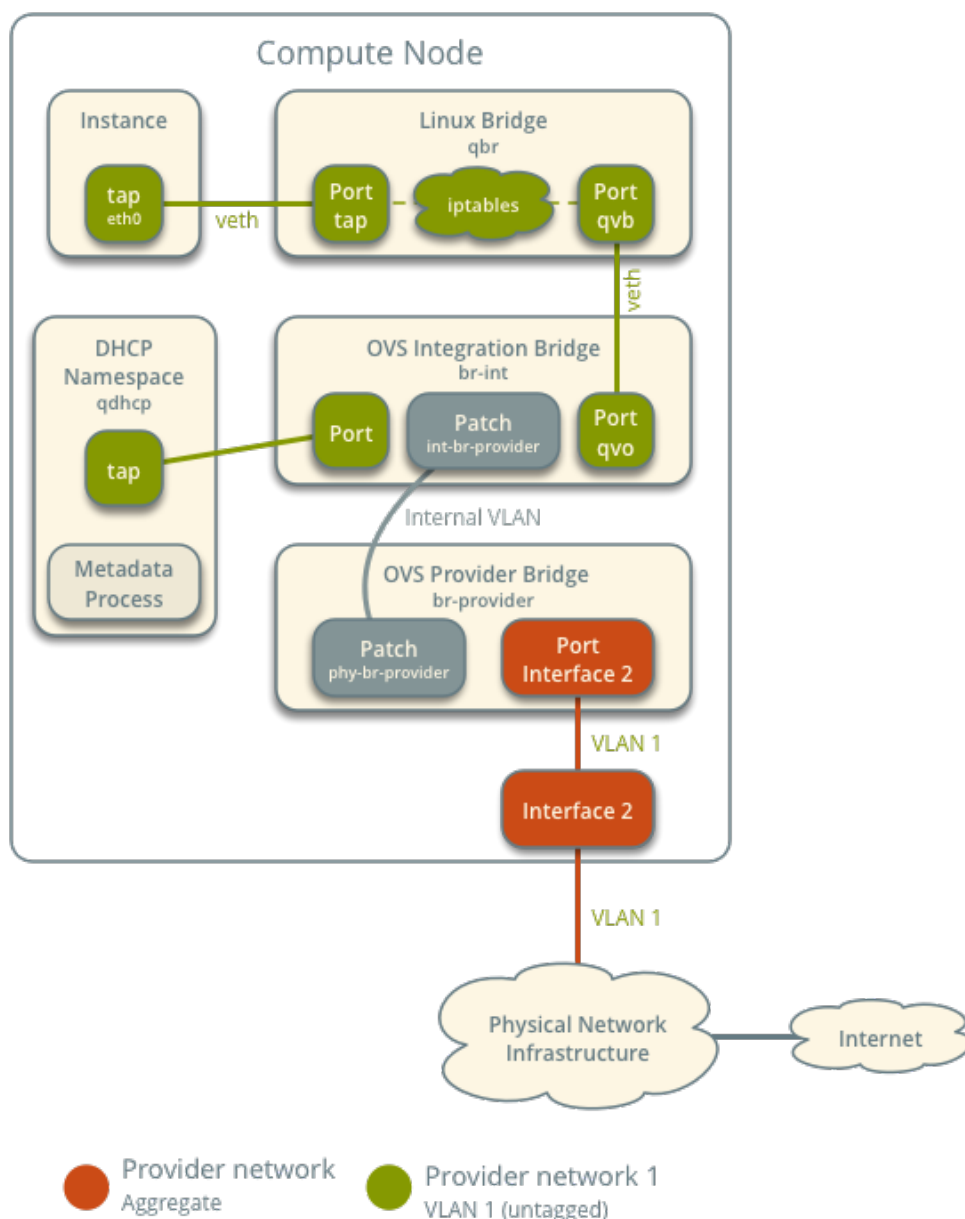 Compute Node
Instance
tap
eth0
veth
Linux Bridge
qbr
Port
tap
iptables
Port
qvb
veth
DHCP
Namespace
qdhcp
tap
Metadata
Process
OVS Integration Bridge
br-int
Port
Patch
int-br-provider
Port
qvo
Internal VLAN
OVS Provider Bridge
br-provider
Patch
phy-br-provider
Port
Interface 2
VLAN 1
Interface 2
VLAN 1
Physical Network
Infrastructure
Internet
Provider network
Aggregate
Provider network 1
VLAN 1 (untagged)